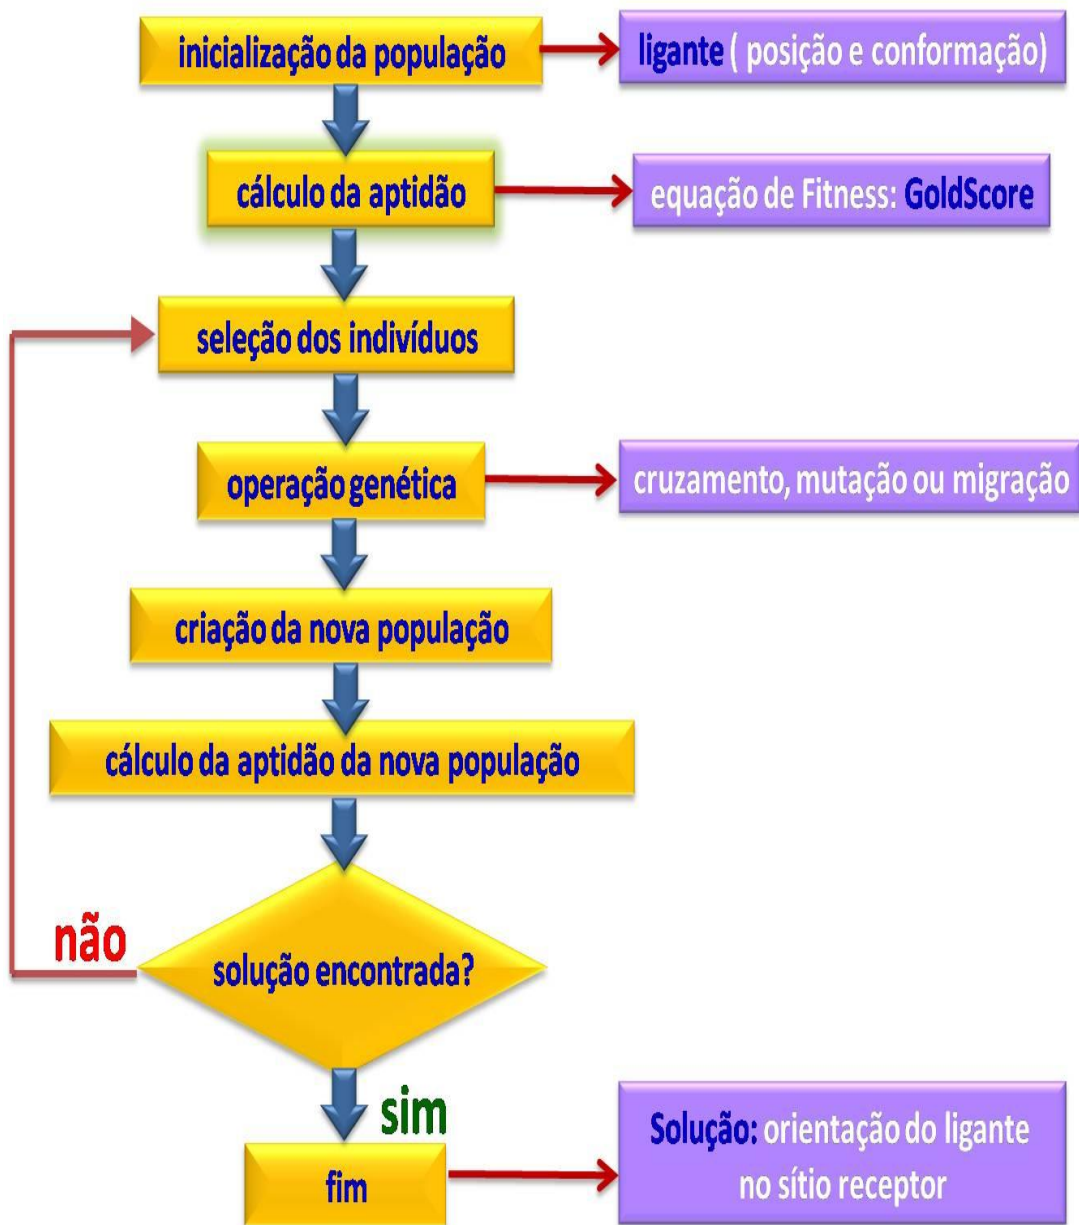 inicialização da população
ligante ( posição e conformação)
cálculo da aptidão
equação de Fitness: GoldScore
seleção dos indivíduos
operação genética
cruzamento, mutação ou migração
criação da nova população
cálculo da aptidão da nova população
não
solução encontrada?
sim
fim
Solução: orientação do ligante
no sítio receptor